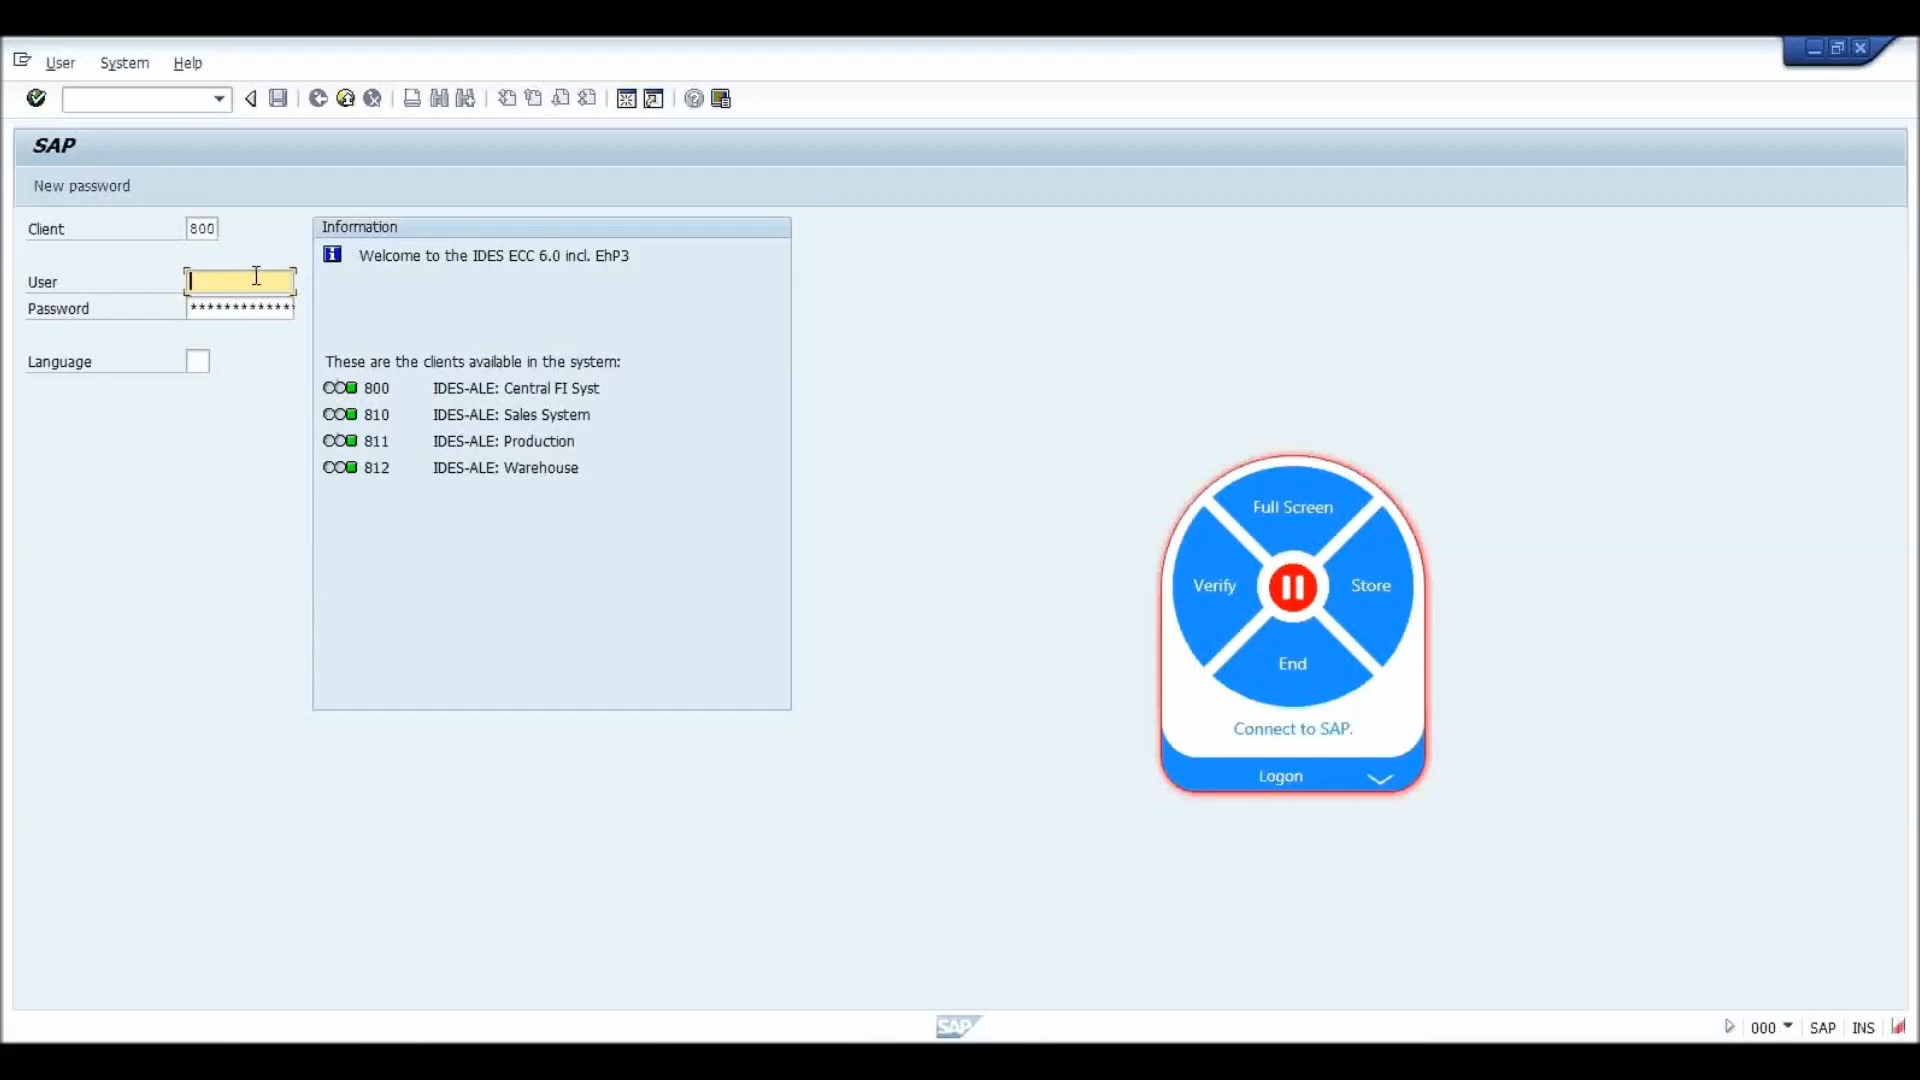 User System Help
SAP
New password
Client 800
User
Password *************
Language
Information
Welcome to the IDES ECC 6.0 incl. EhP3
These are the clients available in the system:
800 IDES-ALE: Central FI Syst
810 IDES-ALE: Sales System
811 IDES-ALE: Production
812 IDES-ALE: Warehouse
Full Screen
Verify
Store
End
Connect to SAP.
Logon
SAP
000 SAP INS